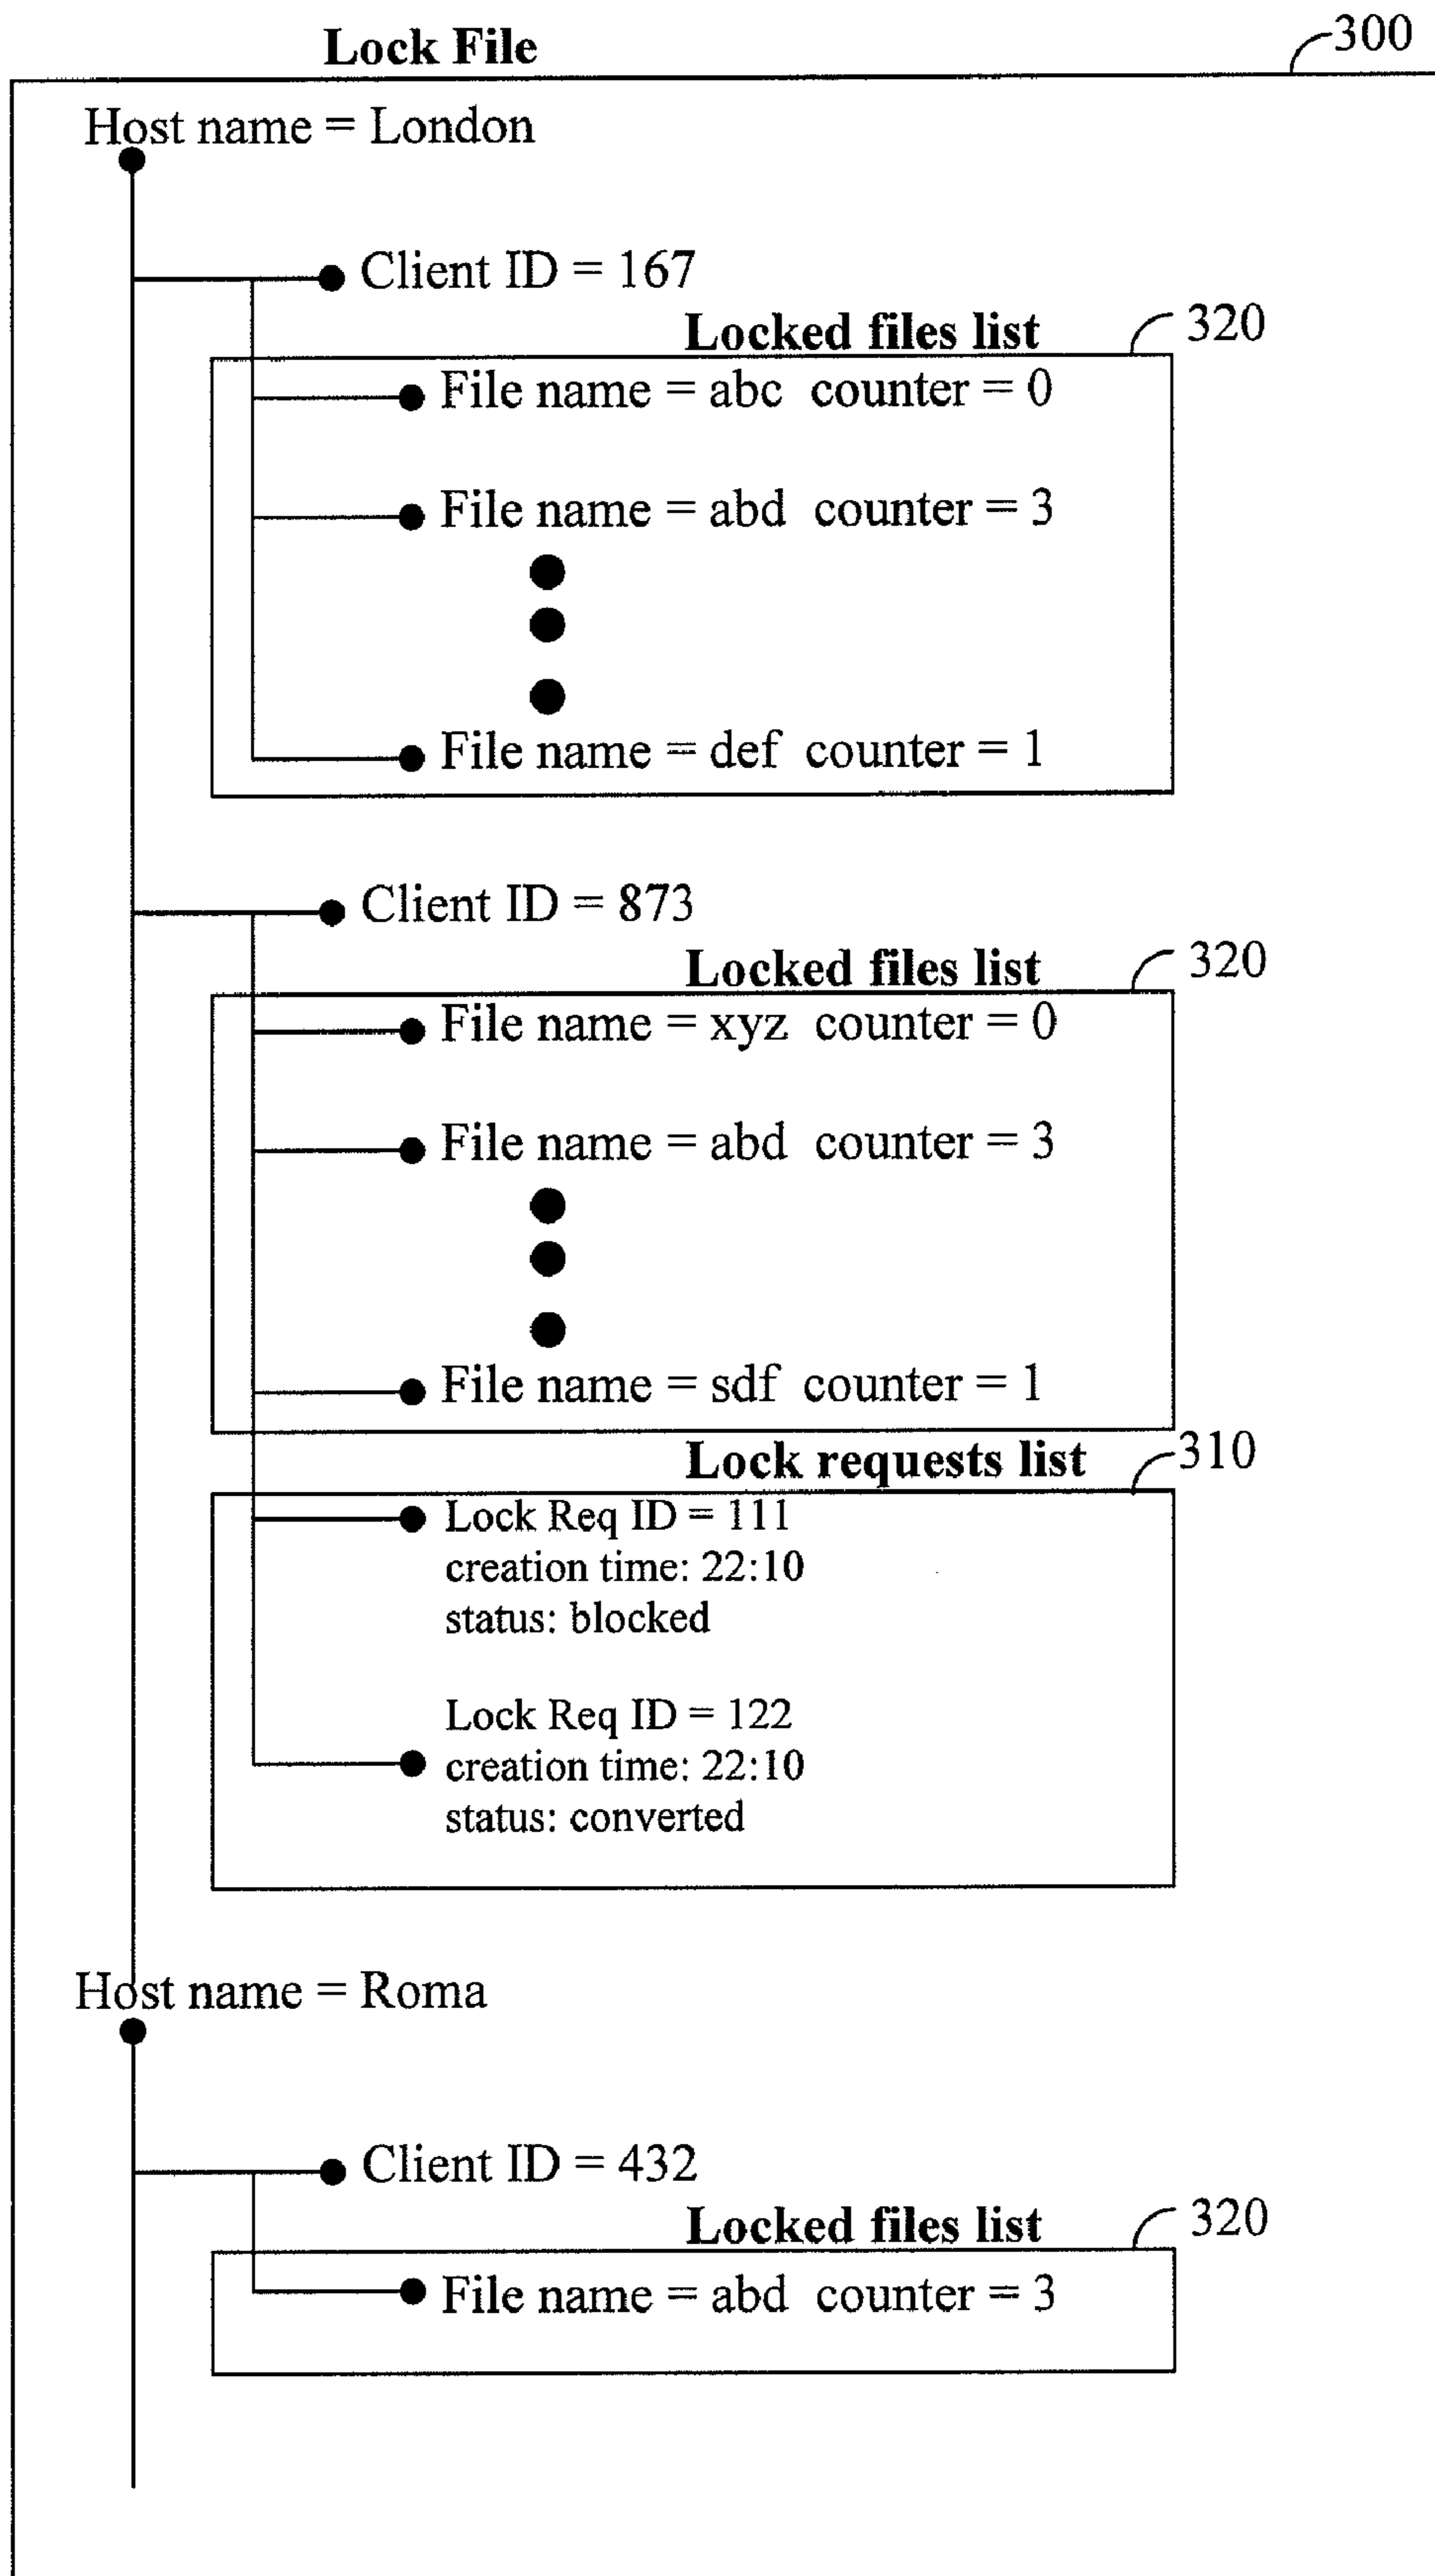 Lock File
300
Host name = London
Client ID = 167
Locked files list
320
File name = abc counter = 0
File name = abd counter = 3
File name = def counter = 1
Client ID = 873
Locked files list
320
File name = xyz counter = 0
File name = abd counter = 3
File name = sdf counter = 1
Lock requests list
310
Lock Req ID = 111
creation time: 22:10
status: blocked
Lock Req ID = 122
creation time: 22:10
status: converted
Host name = Roma
Client ID = 432
Locked files list
320
File name = abd counter = 3